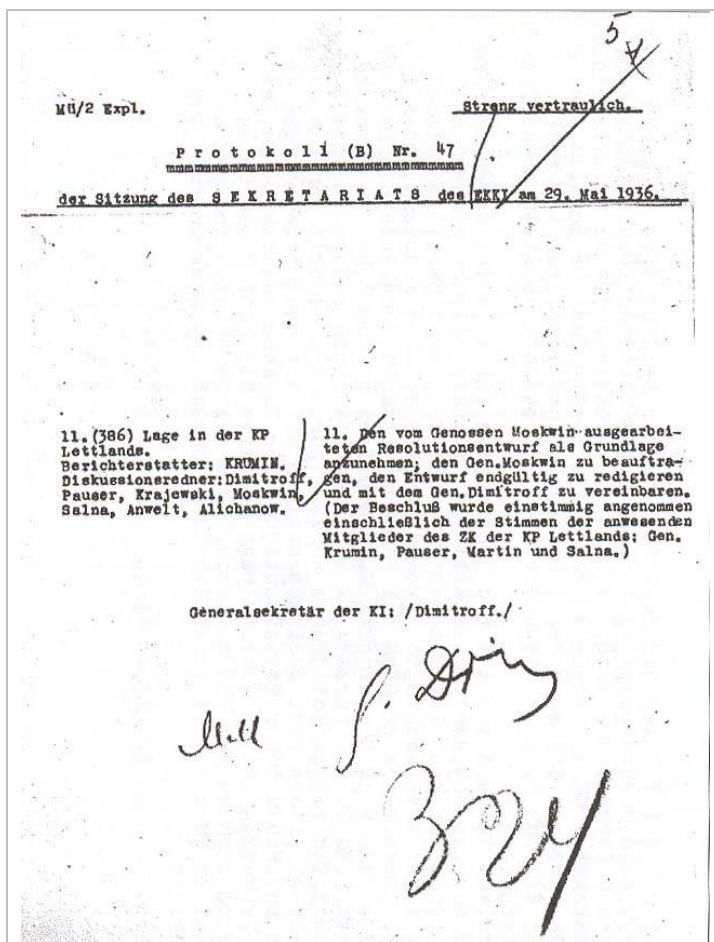 5
Mü/2 Expl.
Streng vertraulich.
Protokoll (B) Nr. 47
der Sitzung des SEKRETARIATS des EKKI am 29. Mai 1936.
11.(386) Lage in der KP
Lettlands.
Berichterstatter: KRUMIN.
Diskussionsredner:Dimitroff,
Pauser, Krajewski, Moskwin,
Salna, Anwelt, Alichanow.
11. Den vom Genossen Moskwin ausgearbei-
teten Resolutionsentwurf als Grundlage
anzunehmen; den Gen.Moskwin zu beauftra-
gen, den Entwurf endgültig zu redigieren
und mit dem Gen.Dimitroff zu vereinbaren.
(Der Beschluß wurde einstimmig angenommen
einschließlich der Stimmen der anwesenden
Mitglieder des ZK der KP Lettlands: Gen.
Krumin, Pauser, Martin und Salna.)
Generalsekretär der KI: /Dimitroff./